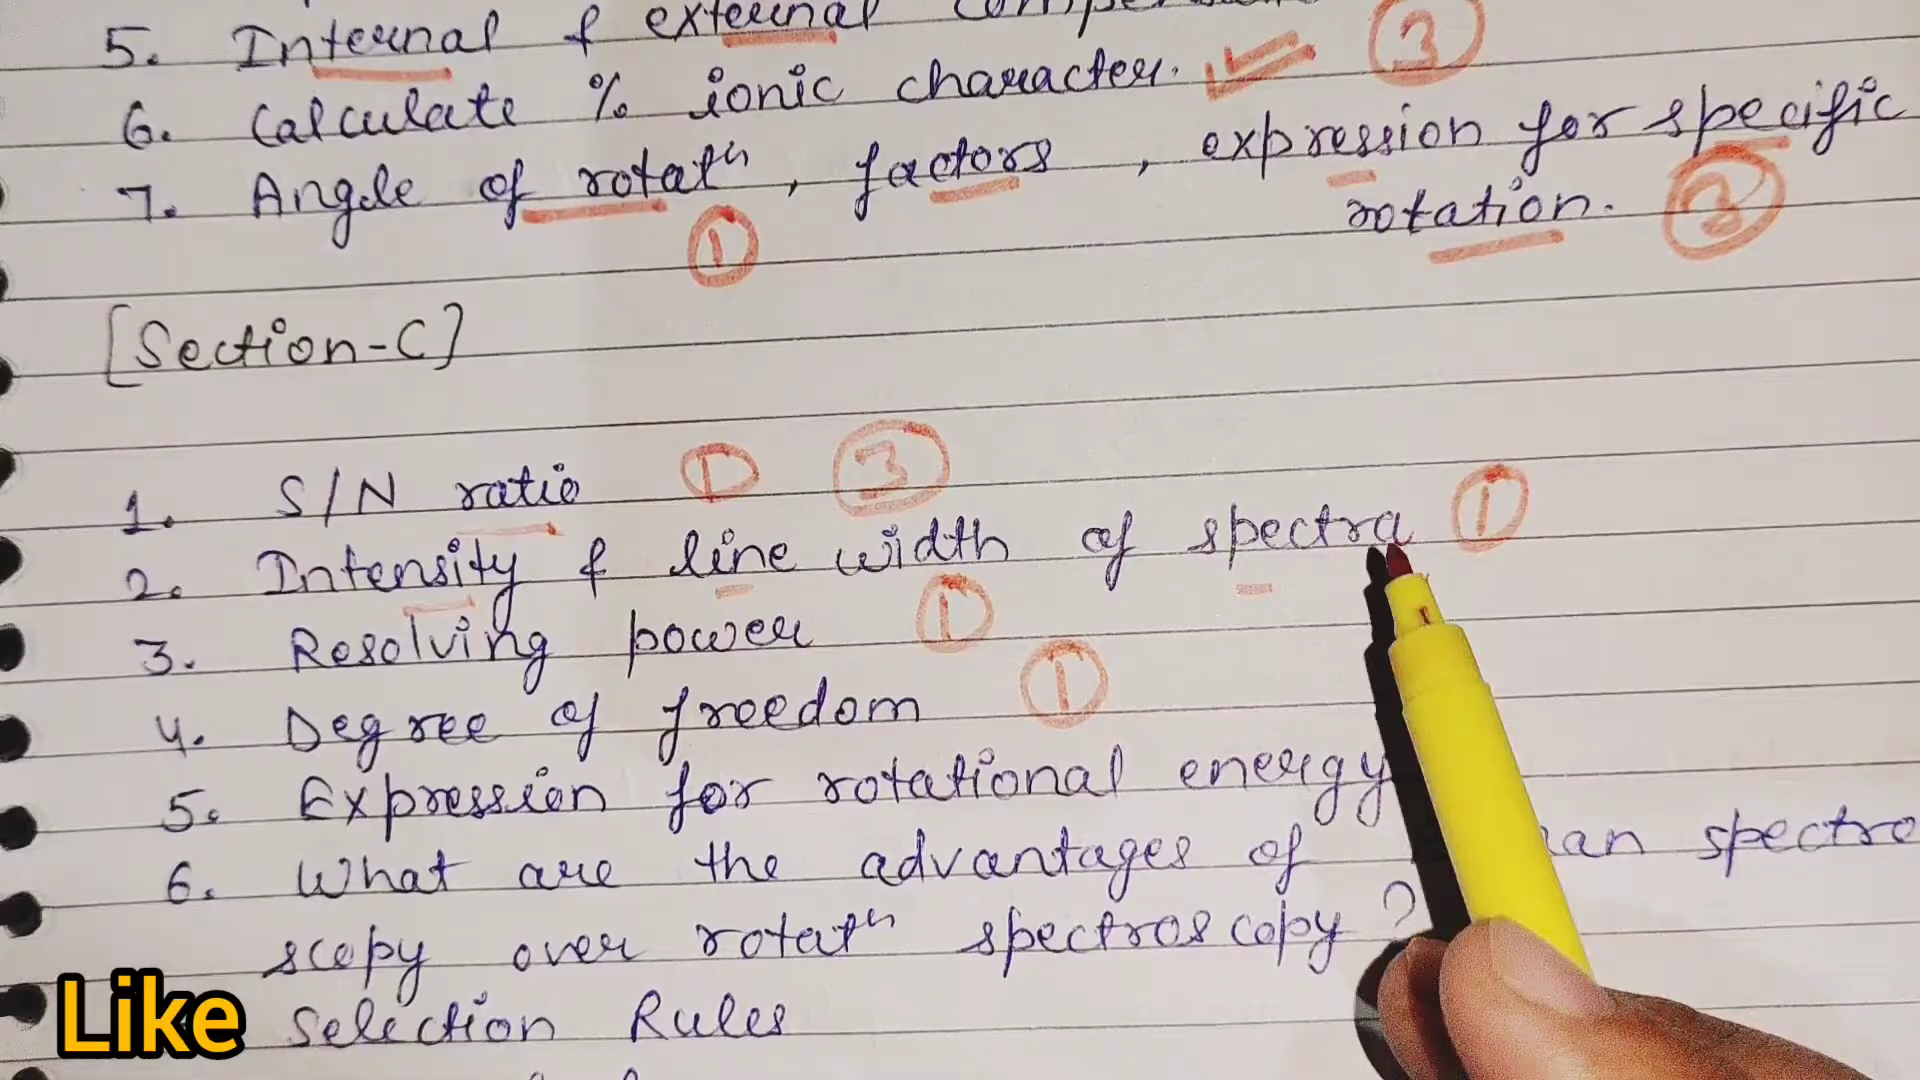 5. Internal & external
6. Calculate % ionic character. 3
7. Angle of rotatn, factors, expression for specific
rotation. 3
1
[Section-C]
1. S/N ratio 1 3
2. Intensity & line width of spectra 1
3. Resolving power 1
4. Degree of freedom 1
5. Expression for rotational energy
6. What are the advantages of spectro
scopy over rotatn spectroscopy?
Selection Rules
Like